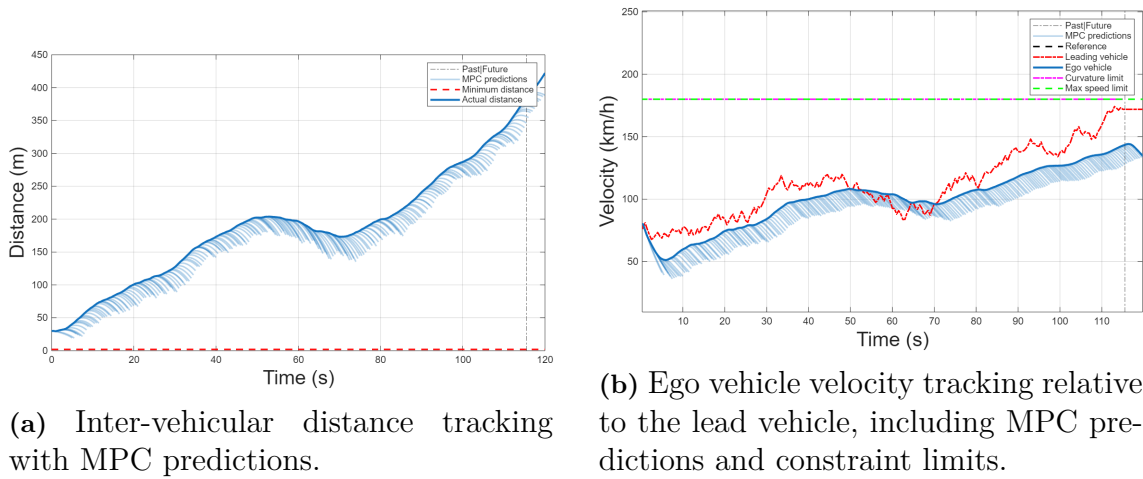 450
400
350
300
250
200
150
100
50
0
Distance (m)
0 20 40 60 80 100 120
Time (s)
Past|Future
MPC predictions
Minimum distance
Actual distance
(a) Inter-vehicular distance tracking
with MPC predictions.
250
200
150
100
50
Velocity (km/h)
10 20 30 40 50 60 70 80 90 100 110
Time (s)
Past|Future
MPC predictions
Reference
Leading vehicle
Ego vehicle
Curvature limit
Max speed limit
(b) Ego vehicle velocity tracking relative
to the lead vehicle, including MPC pre-
dictions and constraint limits.